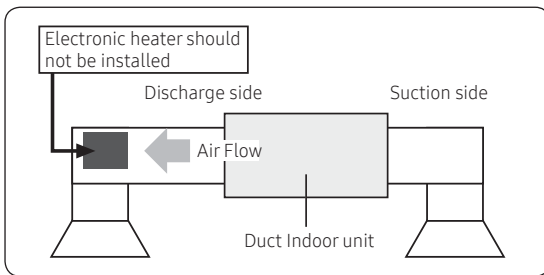 Electronic heater should
not be installed
Discharge side
Suction side
Air Flow
Duct Indoor unit